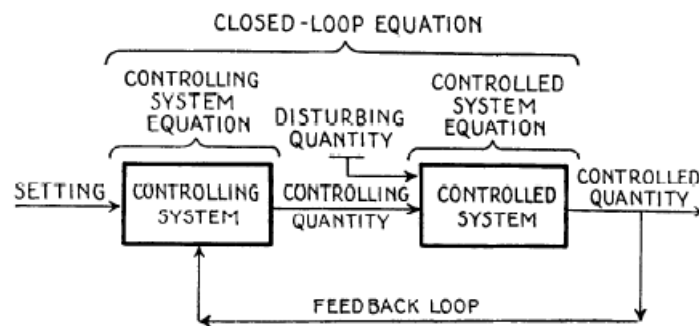 CLOSED-LOOP EQUATION
CONTROLLING
SYSTEM
EQUATION
CONTROLLED
SYSTEM
EQUATION
DISTURBING
QUANTITY
SETTING
CONTROLLING
SYSTEM
CONTROLLING
QUANTITY
CONTROLLED
SYSTEM
CONTROLLED
QUANTITY
FEEDBACK LOOP